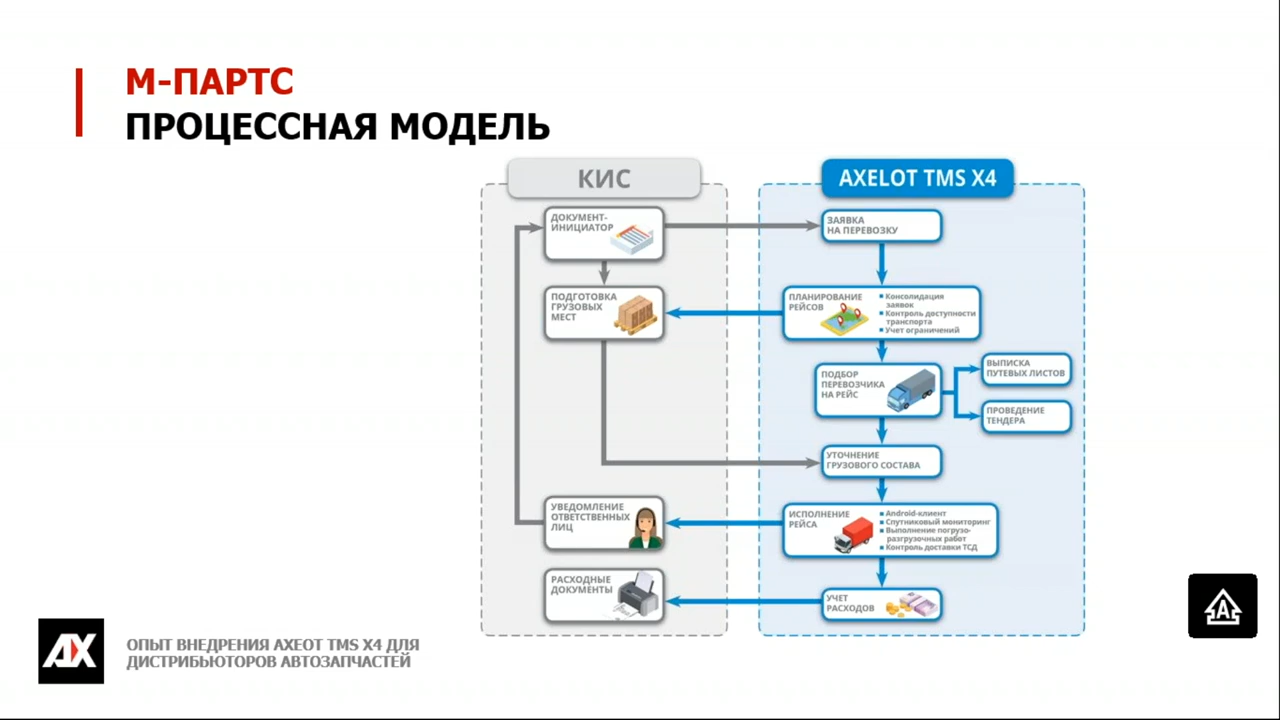 М-ПАРТС
ПРОЦЕССНАЯ МОДЕЛЬ
КИС
ДОКУМЕНТ-
ИНИЦИАТОР
ПОДГОТОВКА
ГРУЗОВЫХ
МЕСТ
УВЕДОМЛЕНИЕ
ОТВЕТСТВЕННЫХ
ЛИЦ
РАСХОДНЫЕ
ДОКУМЕНТЫ
AXELOT TMS X4
ЗАЯВКА
НА ПЕРЕВОЗКУ
ПЛАНИРОВАНИЕ
РЕЙСОВ
Консолидация
заявок
Контроль доступности
транспорта
Учет ограничений
ПОДБОР
ПЕРЕВОЗЧИКА
НА РЕЙС
ВЫПИСКА
ПУТЕВЫХ ЛИСТОВ
ПРОВЕДЕНИЕ
ТЕНДЕРА
УТОЧНЕНИЕ
ГРУЗОВОГО СОСТАВА
ИСПОЛНЕНИЕ
РЕЙСА
Android-клиент
Спутниковый мониторинг
Выполнение погрузо-
разгрузочных работ
Контроль доставки ТСД
УЧЕТ
РАСХОДОВ
AX
ОПЫТ ВНЕДРЕНИЯ AXEOT TMS X4 ДЛЯ
ДИСТРИБЬЮТОРОВ АВТОЗАПЧАСТЕЙ
A